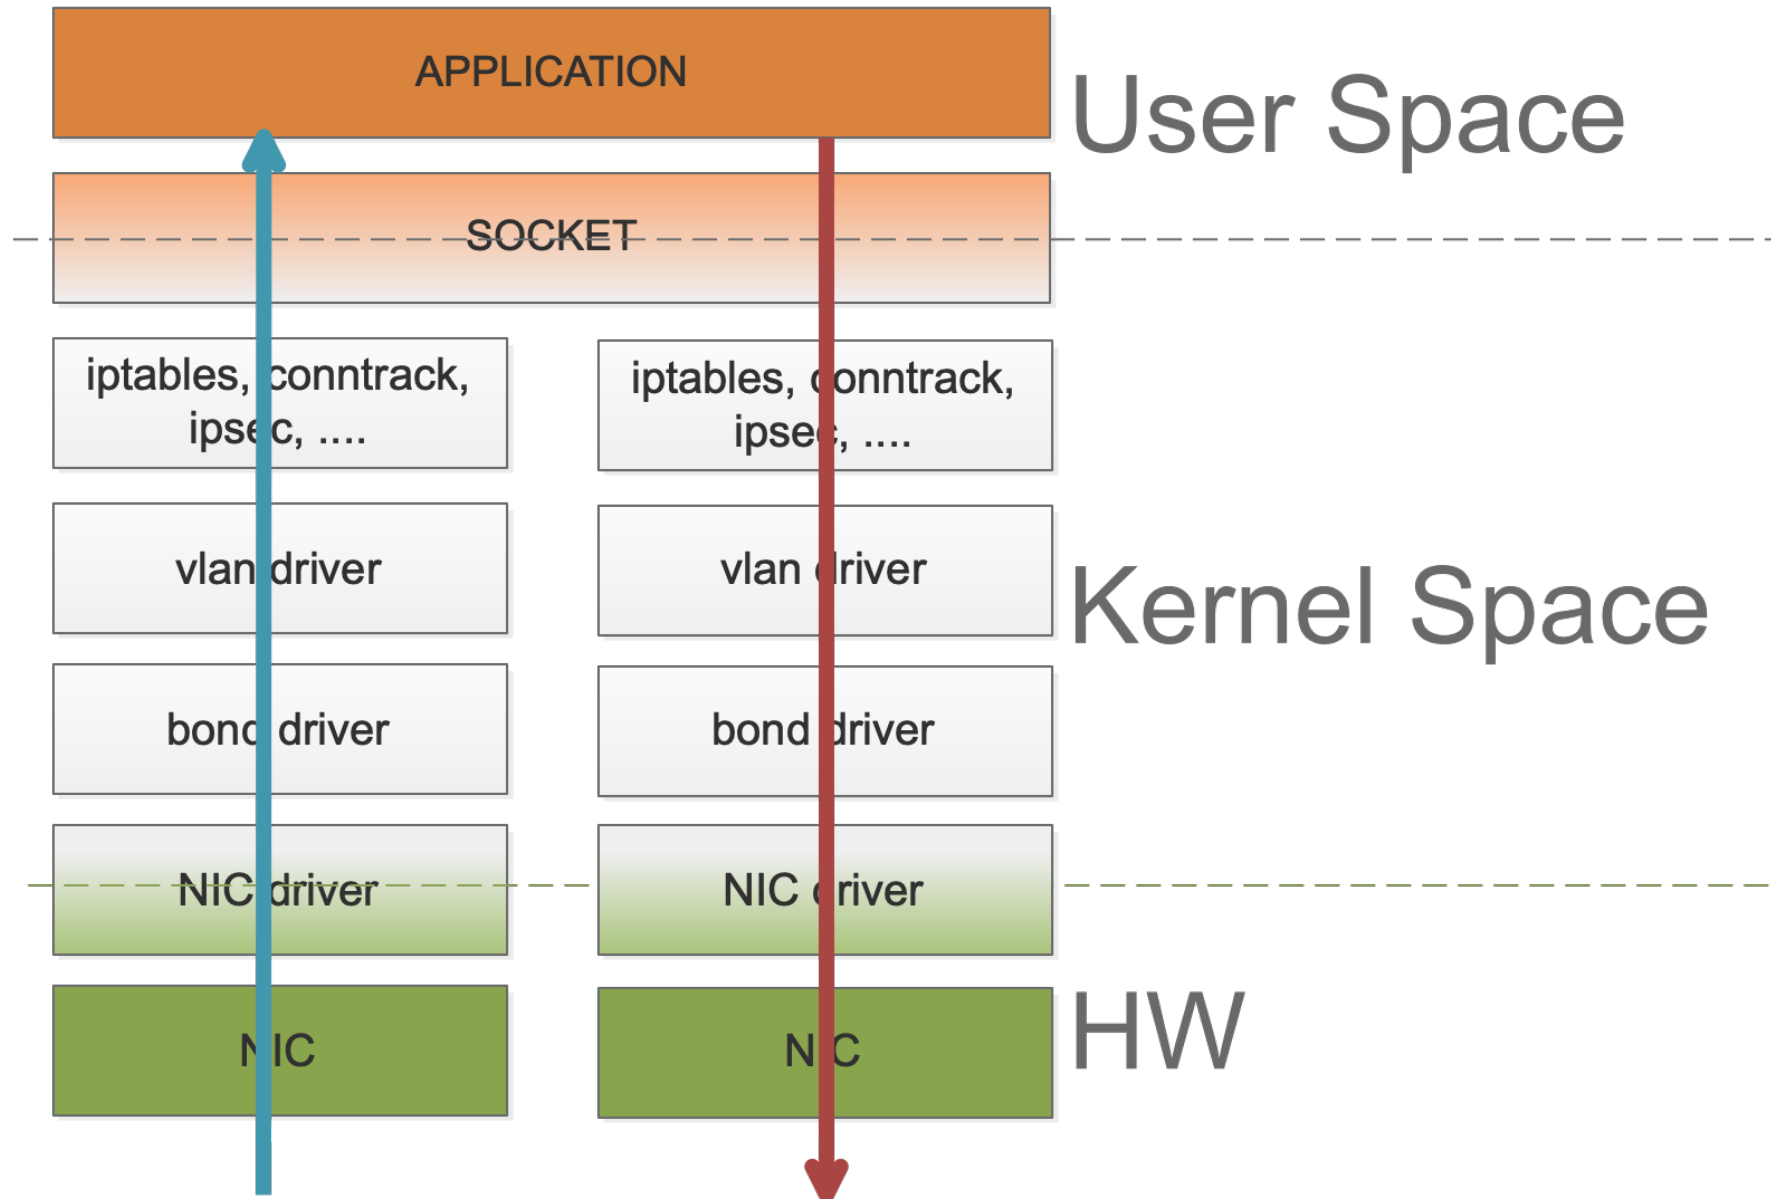 APPLICATION
User Space
SOCKET
iptables, conntrack,
ipsec, ....
iptables, conntrack,
ipsec, ....
vlan driver
vlan driver
Kernel Space
bond driver
bond driver
NIC driver
NIC driver
NIC
NIC
HW